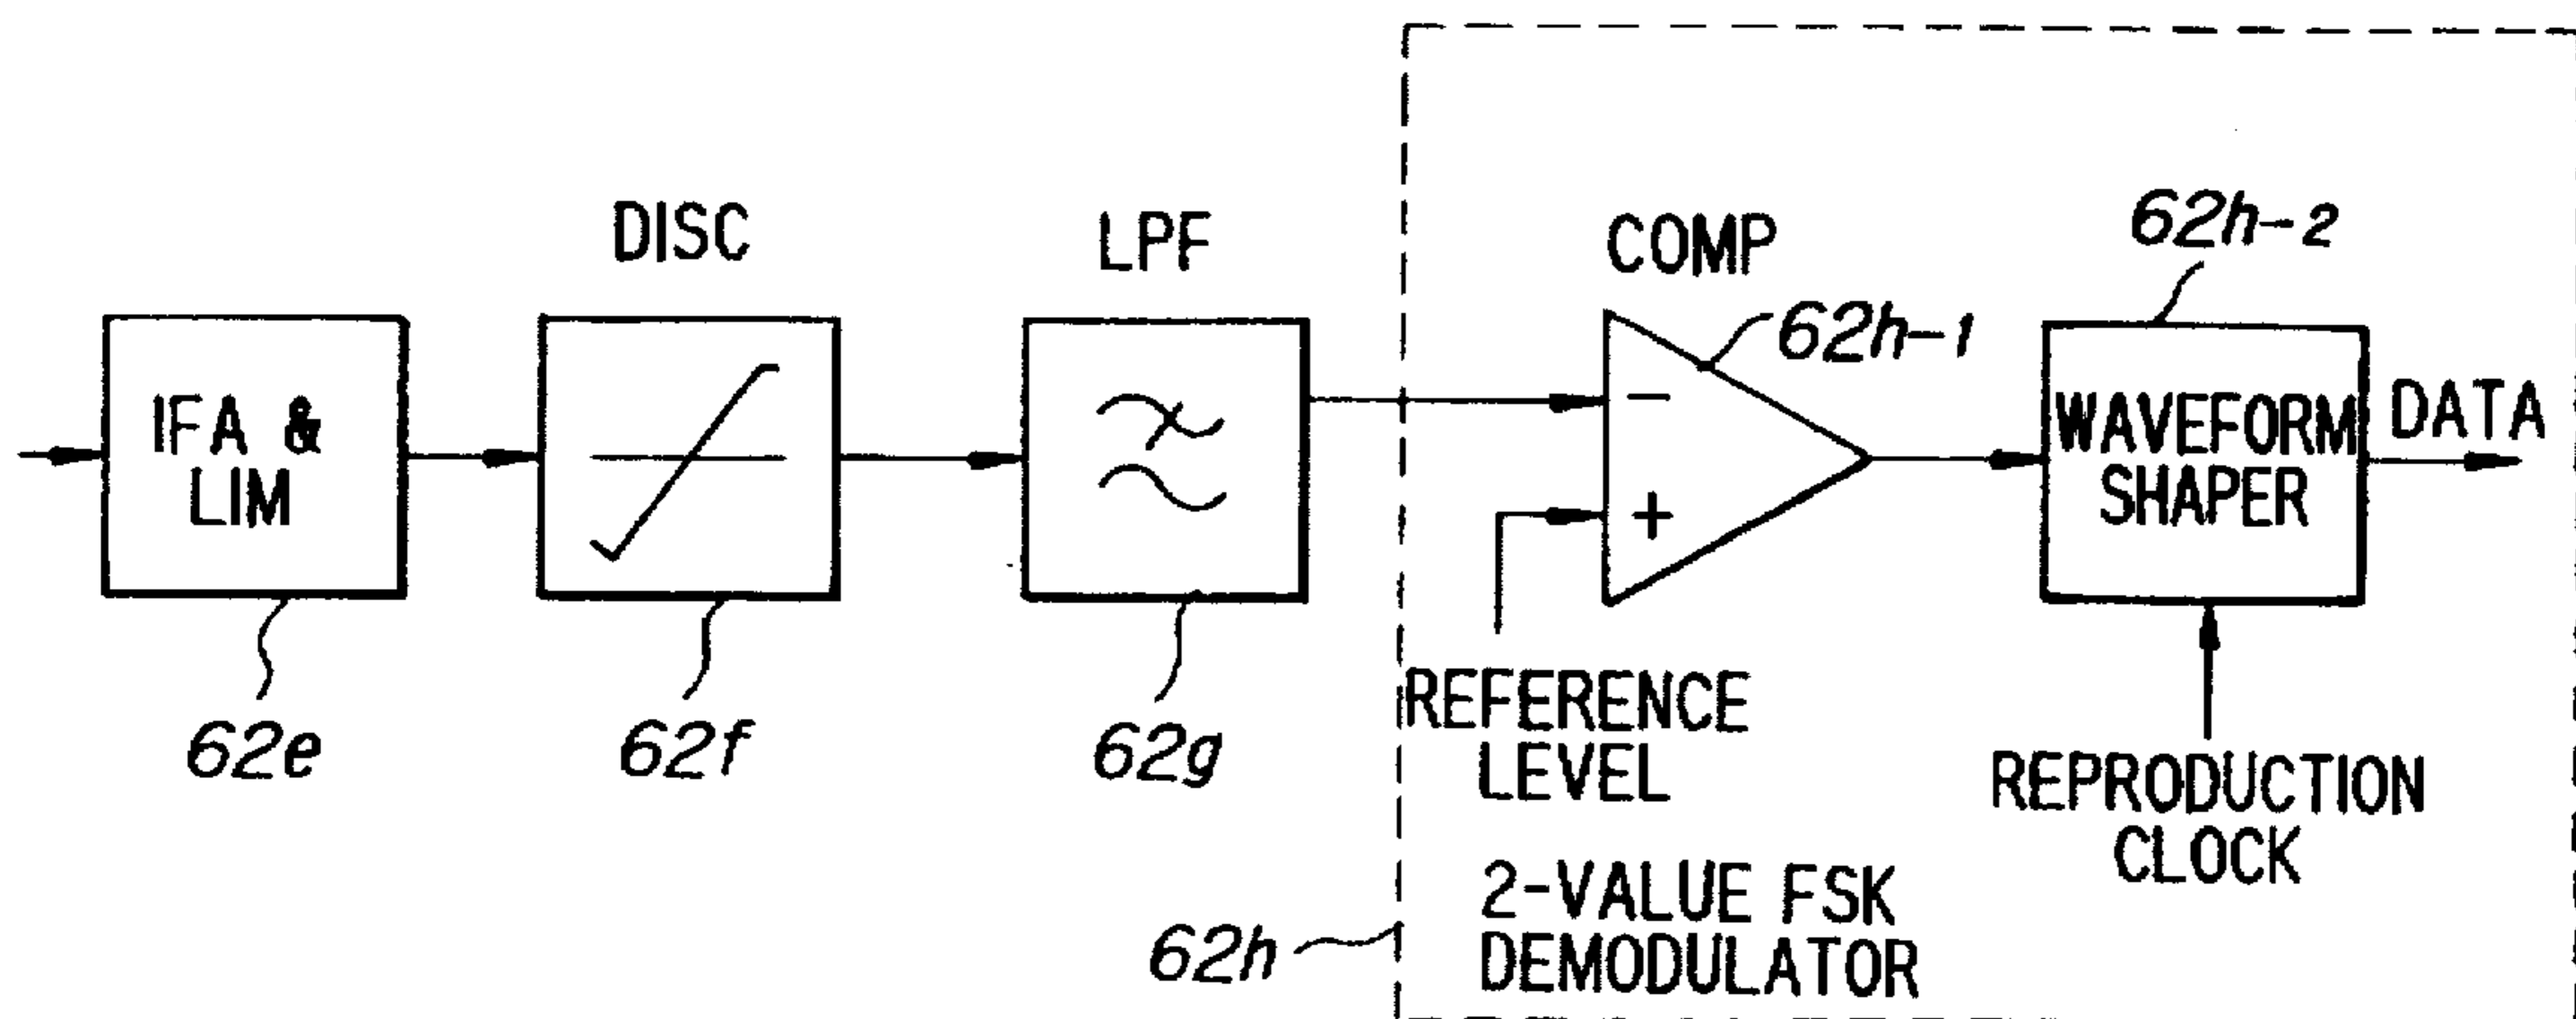 DISC
LPF
COMP
62h-2
62h-1
IFA &
LIM
−
+
WAVEFORM
SHAPER
DATA
62e
62f
62g
REFERENCE
LEVEL
REPRODUCTION
CLOCK
62h
2-VALUE FSK
DEMODULATOR